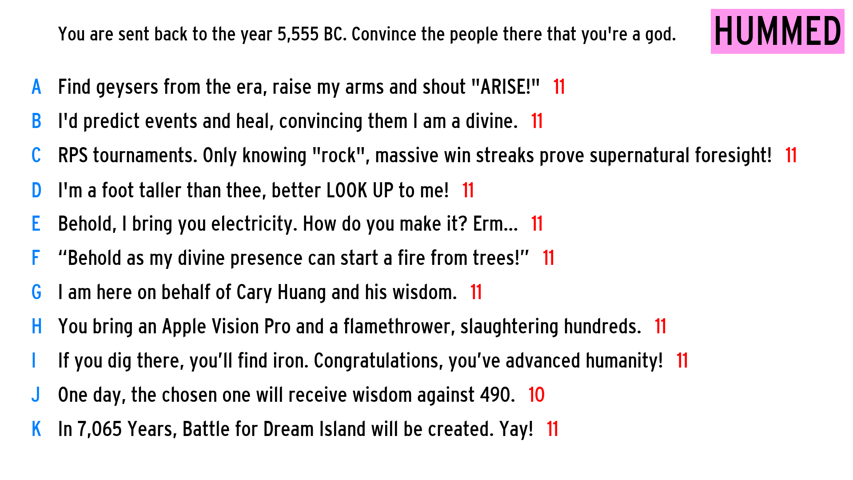 You are sent back to the year 5,555 BC. Convince the people there that you're a god.
HUMMED
A Find geysers from the era, raise my arms and shout "ARISE!" 11
B I'd predict events and heal, convincing them I am a divine. 11
C RPS tournaments. Only knowing "rock", massive win streaks prove supernatural foresight! 11
D I'm a foot taller than thee, better LOOK UP to me! 11
E Behold, I bring you electricity. How do you make it? Erm... 11
F “Behold as my divine presence can start a fire from trees!” 11
G I am here on behalf of Cary Huang and his wisdom. 11
H You bring an Apple Vision Pro and a flamethrower, slaughtering hundreds. 11
I If you dig there, you’ll find iron. Congratulations, you’ve advanced humanity! 11
J One day, the chosen one will receive wisdom against 490. 10
K In 7,065 Years, Battle for Dream Island will be created. Yay! 11